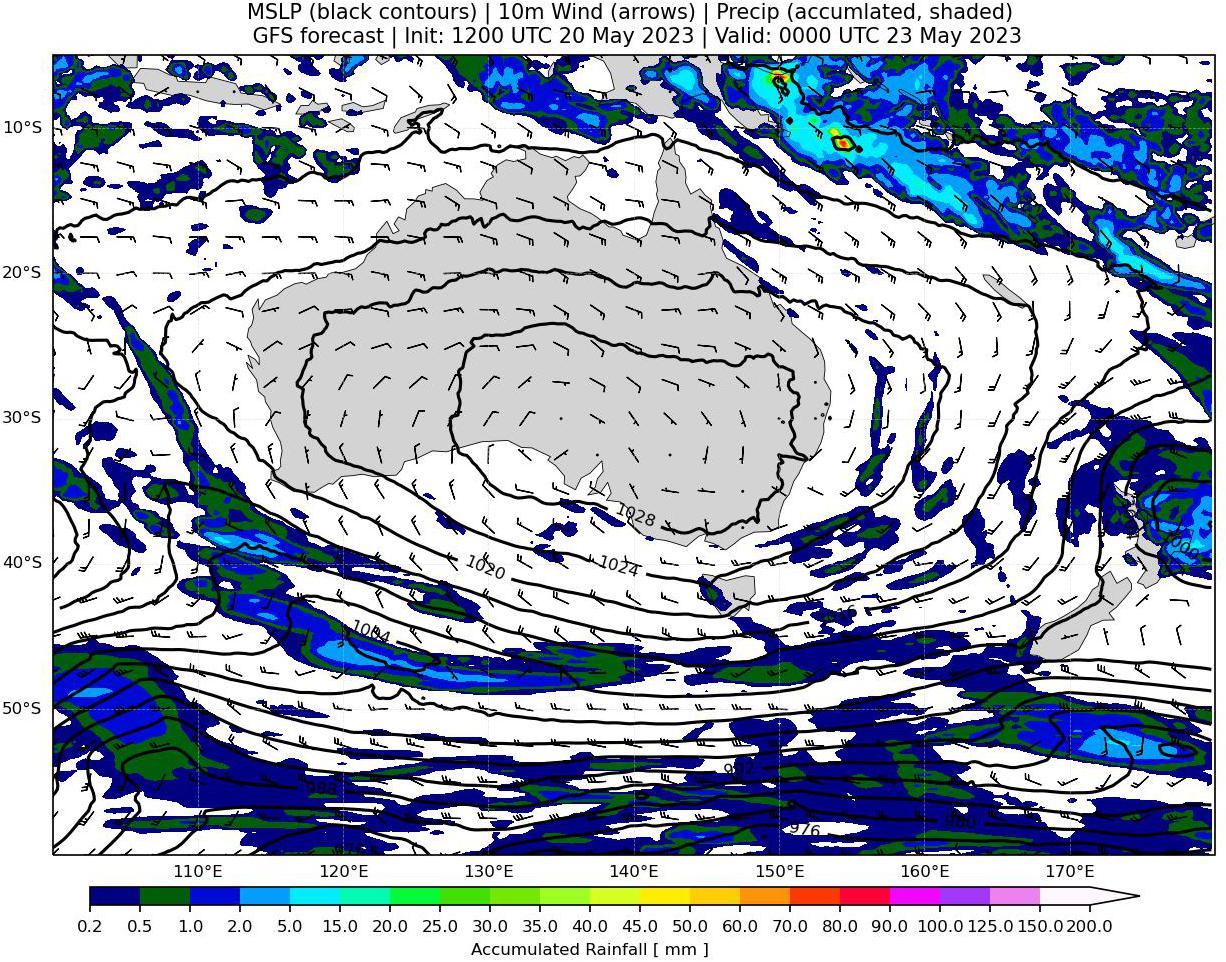 MSLP (black contours) | 10m Wind (arrows) | Precip (accumlated, shaded)
GFS forecast | Init: 1200 UTC 20 May 2023 | Valid: 0000 UTC 23 May 2023
10°S
20°S
30°S
1028
1000
40°S
1020
1024
1004
50°S
992
988
976
980
110°E
120°E
130°E
140°E
150°E
160°E
170°E
0.2 0.5 1.0 2.0 5.0 10.0 15.0 20.0 25.0 30.0 35.0 40.0 45.0 50.0 60.0 70.0 80.0 90.0 100.0 125.0 150.0 200.0
Accumulated Rainfall [ mm ]